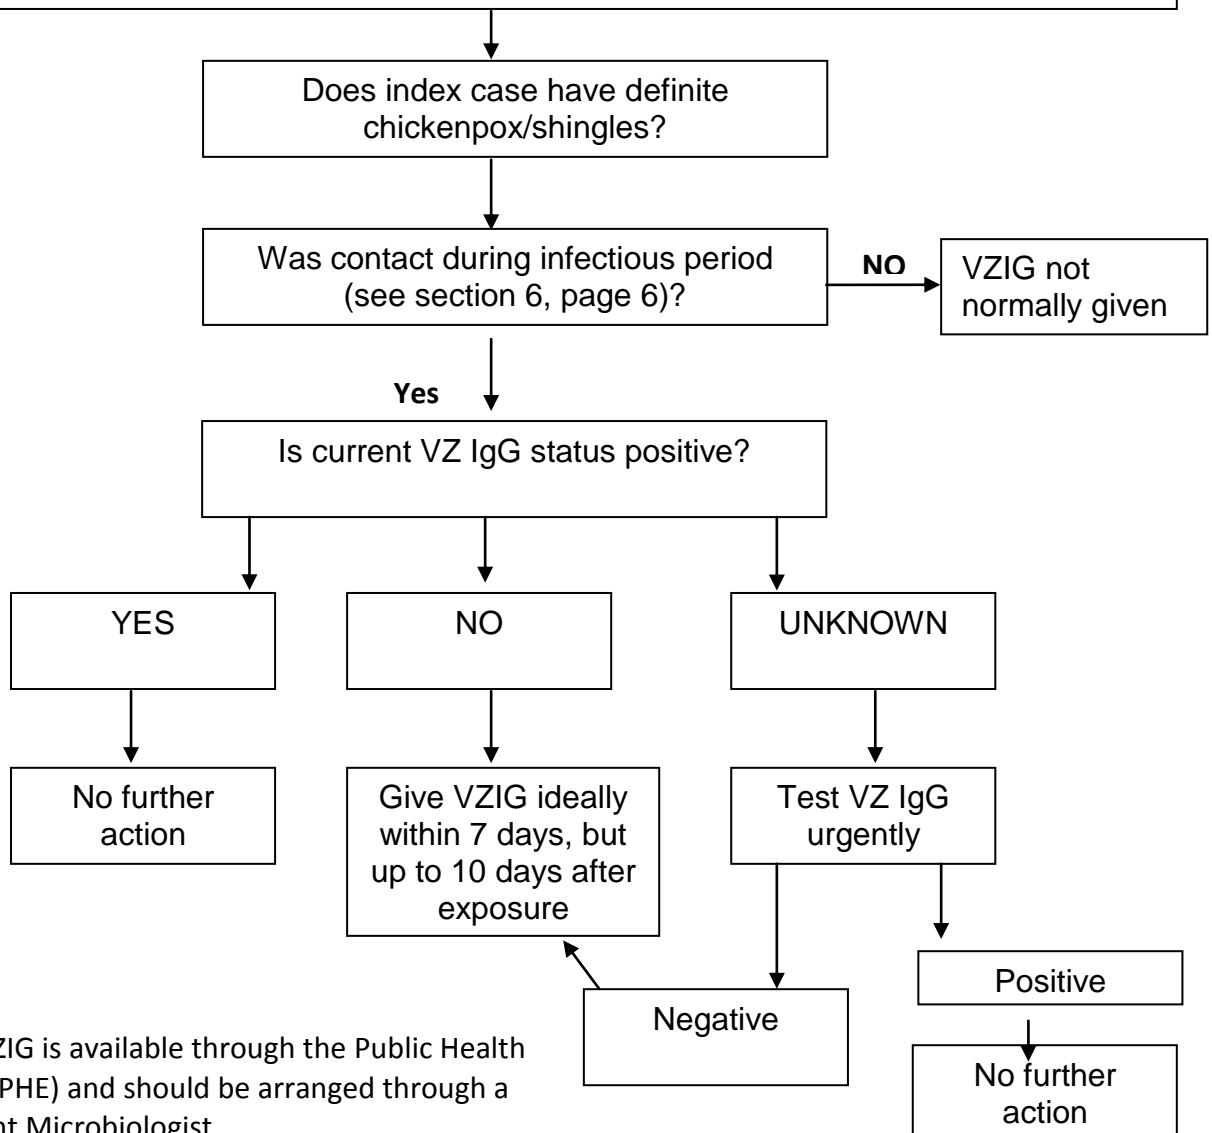 Does index case have definite
chickenpox/shingles?
Was contact during infectious period
(see section 6, page 6)?
NO
VZIG not
normally given
Yes
Is current VZ IgG status positive?
YES
NO
UNKNOWN
No further
action
Give VZIG ideally
within 7 days, but
up to 10 days after
exposure
Test VZ IgG
urgently
Negative
Positive
No further
action
ZIG is available through the Public Health
PHE) and should be arranged through a
nt Microbiologist